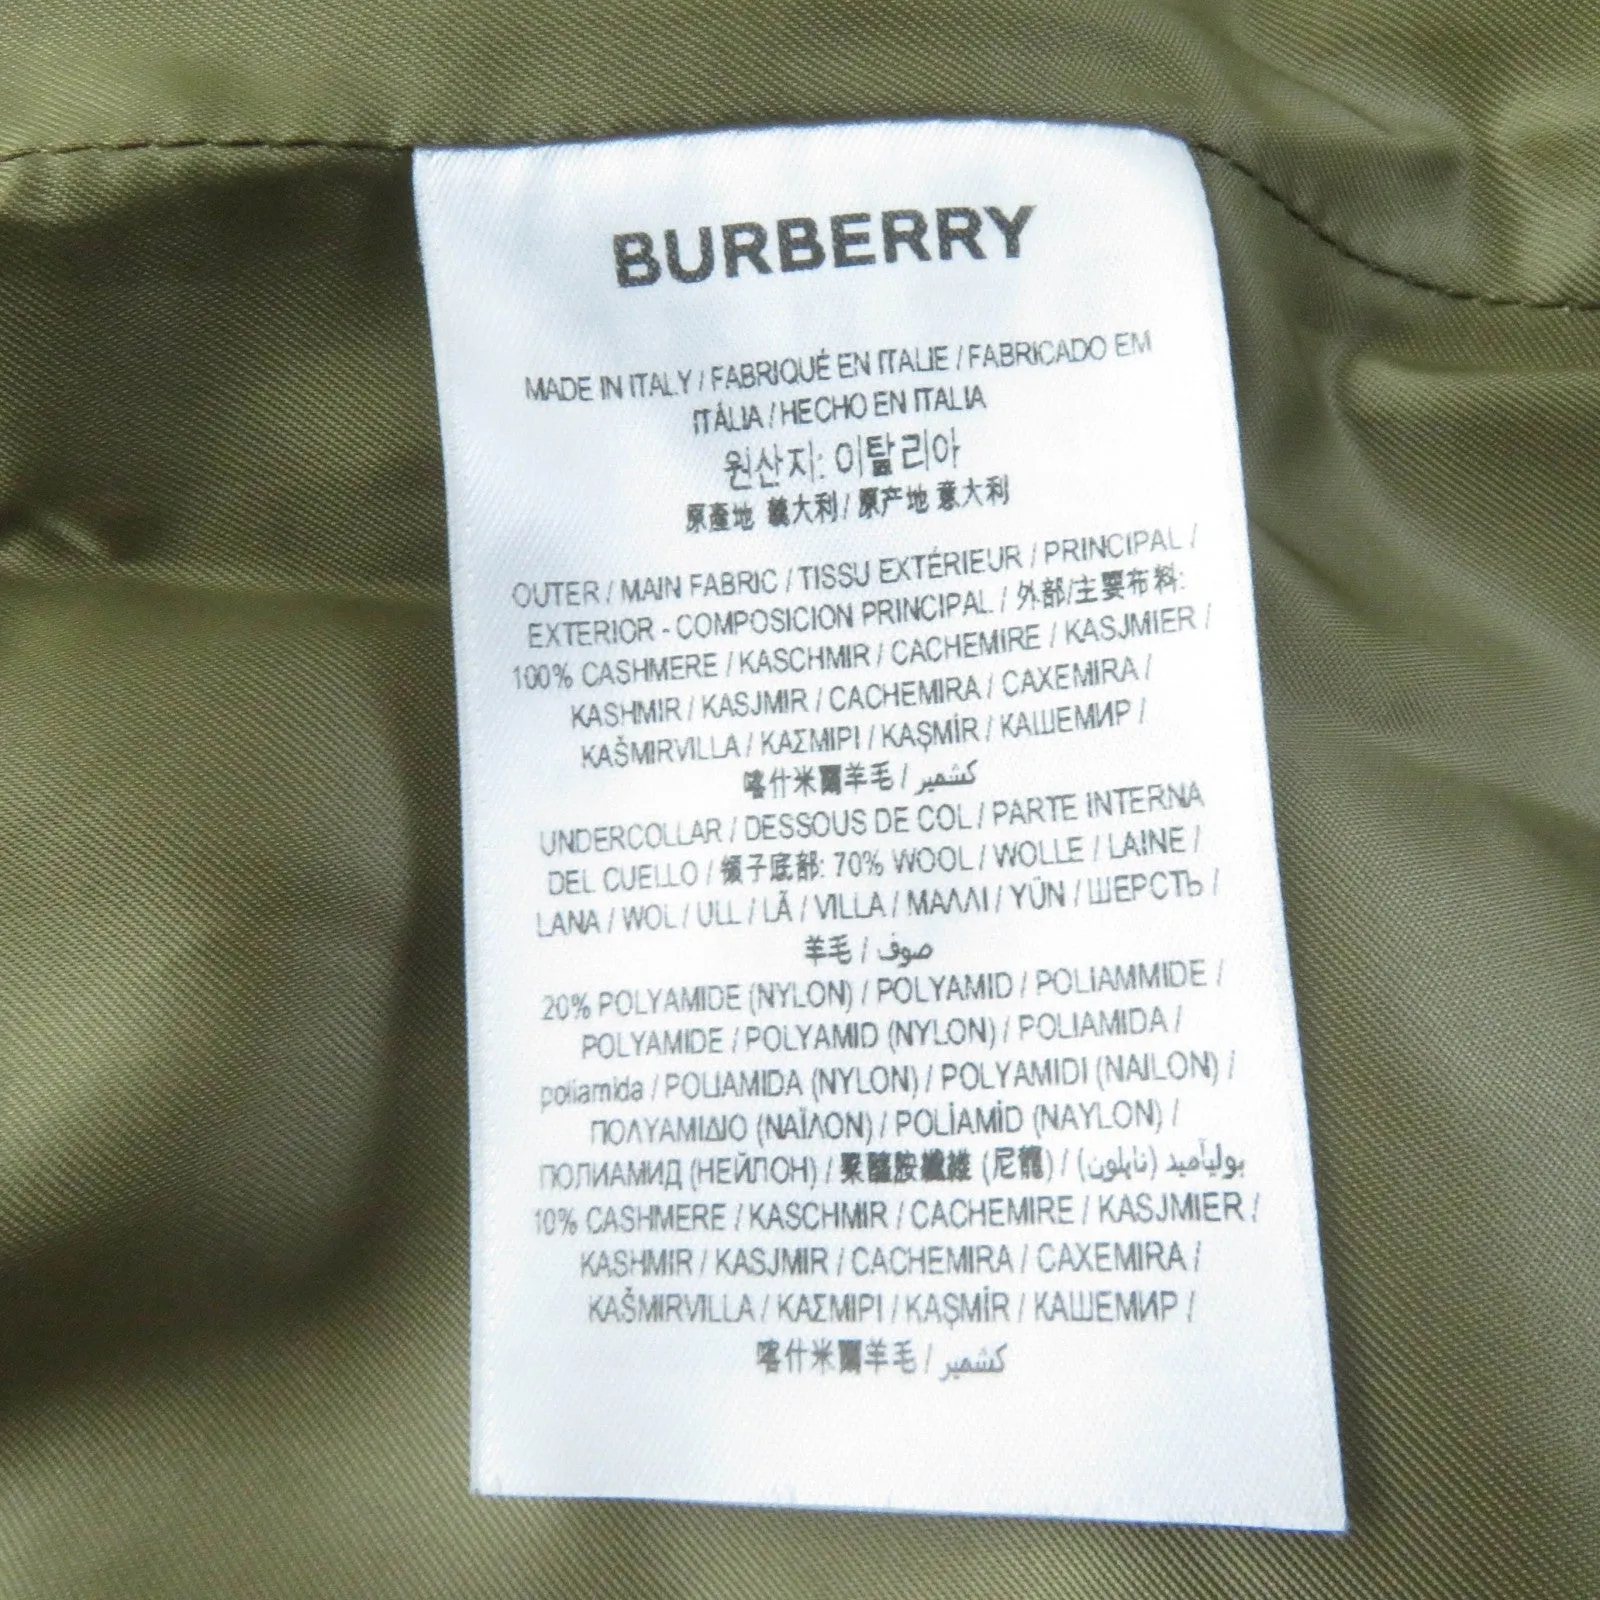 BURBERRY
MADE IN ITALY / FABRIQUÉ EN ITALIE / FABRICADO EM
ITÁLIA / HECHO EN ITALIA
원산지: 이탈리아
原產地 義大利 / 原产地 意大利
OUTER / MAIN FABRIC / TISSU EXTÉRIEUR / PRINCIPAL /
EXTERIOR - COMPOSICION PRINCIPAL / 外部/主要布料:
100% CASHMERE / KASCHMIR / CACHEMIRE / KASJMIER /
KASHMIR / KASJMIR / CACHEMIRA / CAXEMIRA /
KAŠMIRVILLA / ΚΑΣΜΙΡΙ / KAŞMİR / КАШЕМИР /
喀什米爾羊毛 / كشمير
UNDERCOLLAR / DESSOUS DE COL / PARTE INTERNA
DEL CUELLO / 領子底部: 70% WOOL / WOLLE / LAINE /
LANA / WOL / ULL / LÃ / VILLA / ΜΑΛΛΙ / YÜN / ШЕРСТЬ /
羊毛 / صوف
20% POLYAMIDE (NYLON) / POLYAMID / POLIAMMIDE /
POLYAMIDE / POLYAMID (NYLON) / POLIAMIDA /
poliamida / POLIAMIDA (NYLON) / POLYAMIDI (NAILON) /
ΠΟΛΥΑΜΙΔΙΟ (ΝΑΪΛΟΝ) / POLİAMİD (NAYLON) /
ПОЛИАМИД (НЕЙЛОН) / 聚醯胺纖維 (尼龍) / بولياميد (نايلون)
10% CASHMERE / KASCHMIR / CACHEMIRE / KASJMIER /
KASHMIR / KASJMIR / CACHEMIRA / CAXEMIRA /
KAŠMIRVILLA / ΚΑΣΜΙΡΙ / KAŞMİR / КАШЕМИР /
喀什米爾羊毛 / كشمير